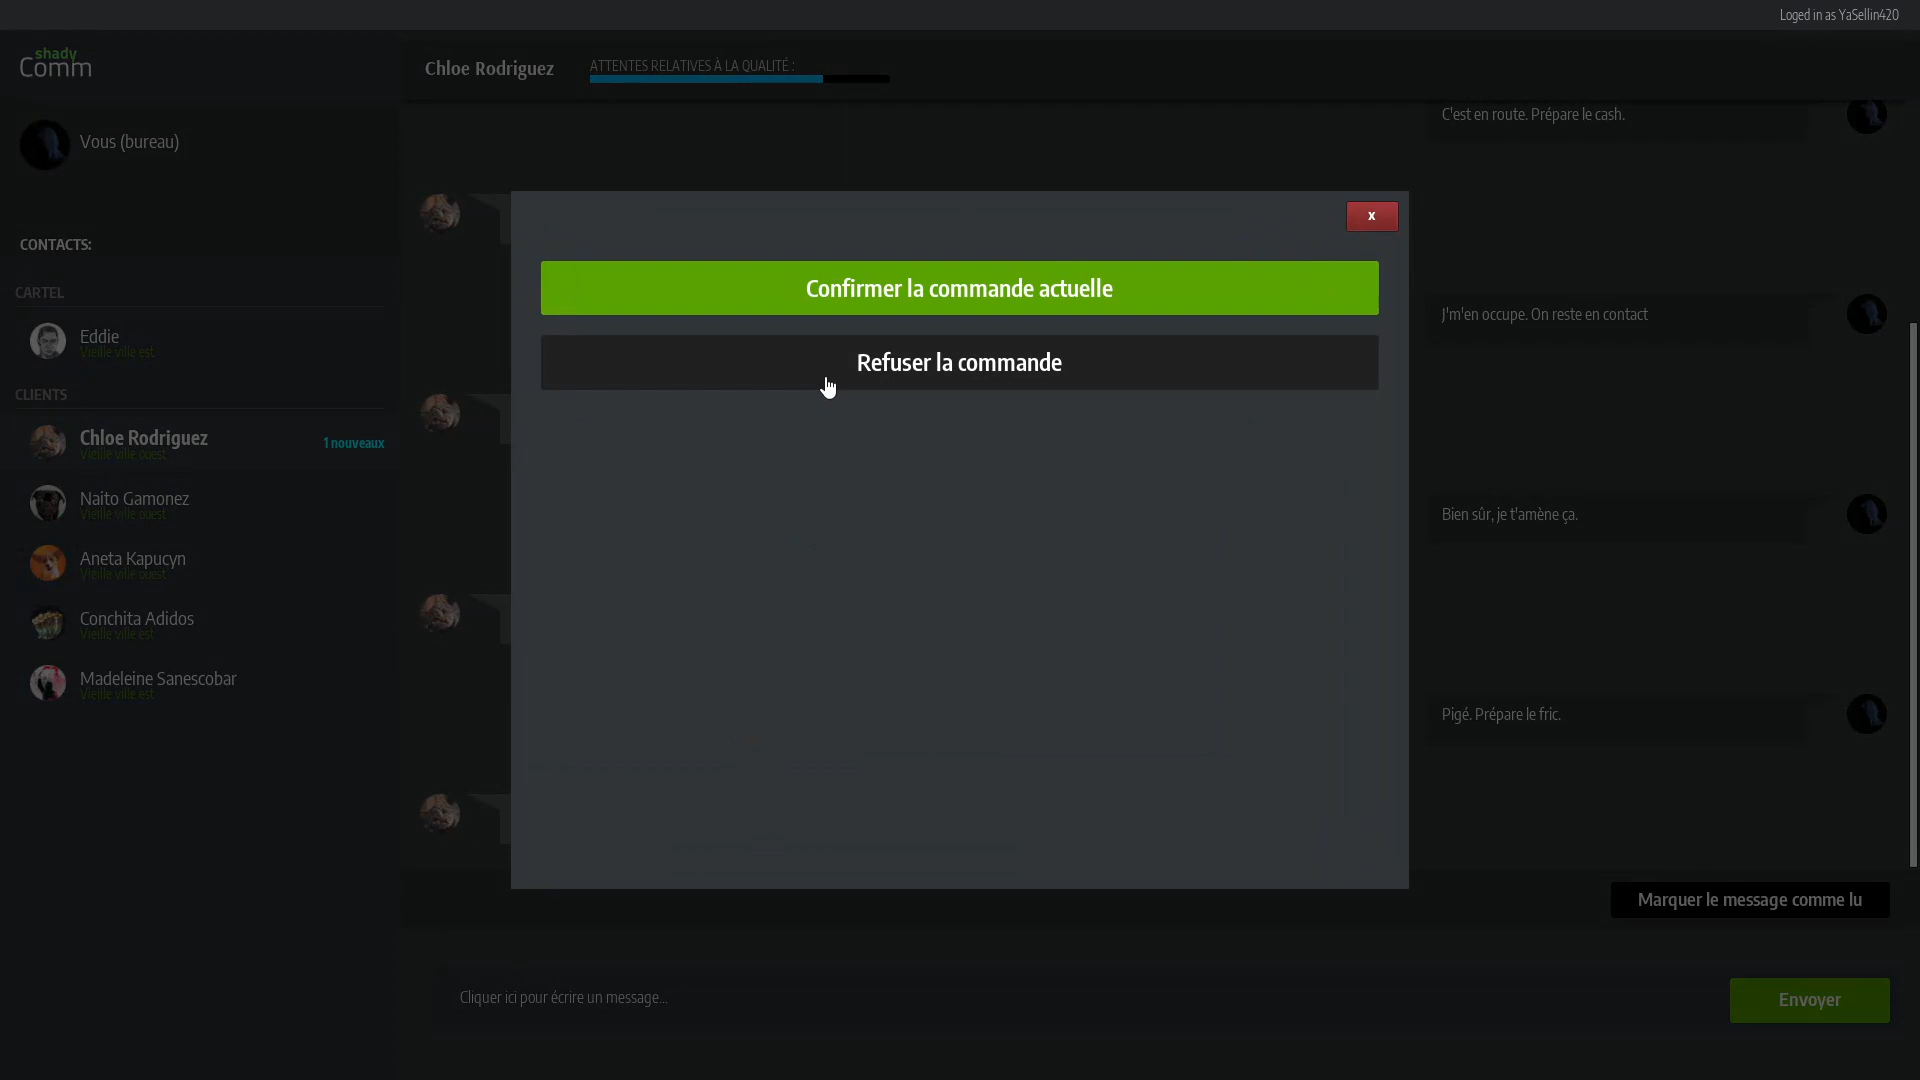 Loged in as YaSellin420
shady
Comm
Chloe Rodriguez
ATTENTES RELATIVES À LA QUALITÉ :
Vous (bureau)
C'est en route. Prépare le cash.
x
CONTACTS:
Confirmer la commande actuelle
CARTEL
J'm'en occupe. On reste en contact
Eddie
Vieille ville est
Refuser la commande
CLIENTS
Chloe Rodriguez
1 nouveaux
Vieille ville ouest
Naito Gamonez
Vieille ville ouest
Bien sûr, je t'amène ça.
Aneta Kapucyn
Vieille ville ouest
Conchita Adidos
Vieille ville est
Madeleine Sanescobar
Vieille ville est
Pigé. Prépare le fric.
Marquer le message comme lu
Cliquer ici pour écrire un message...
Envoyer